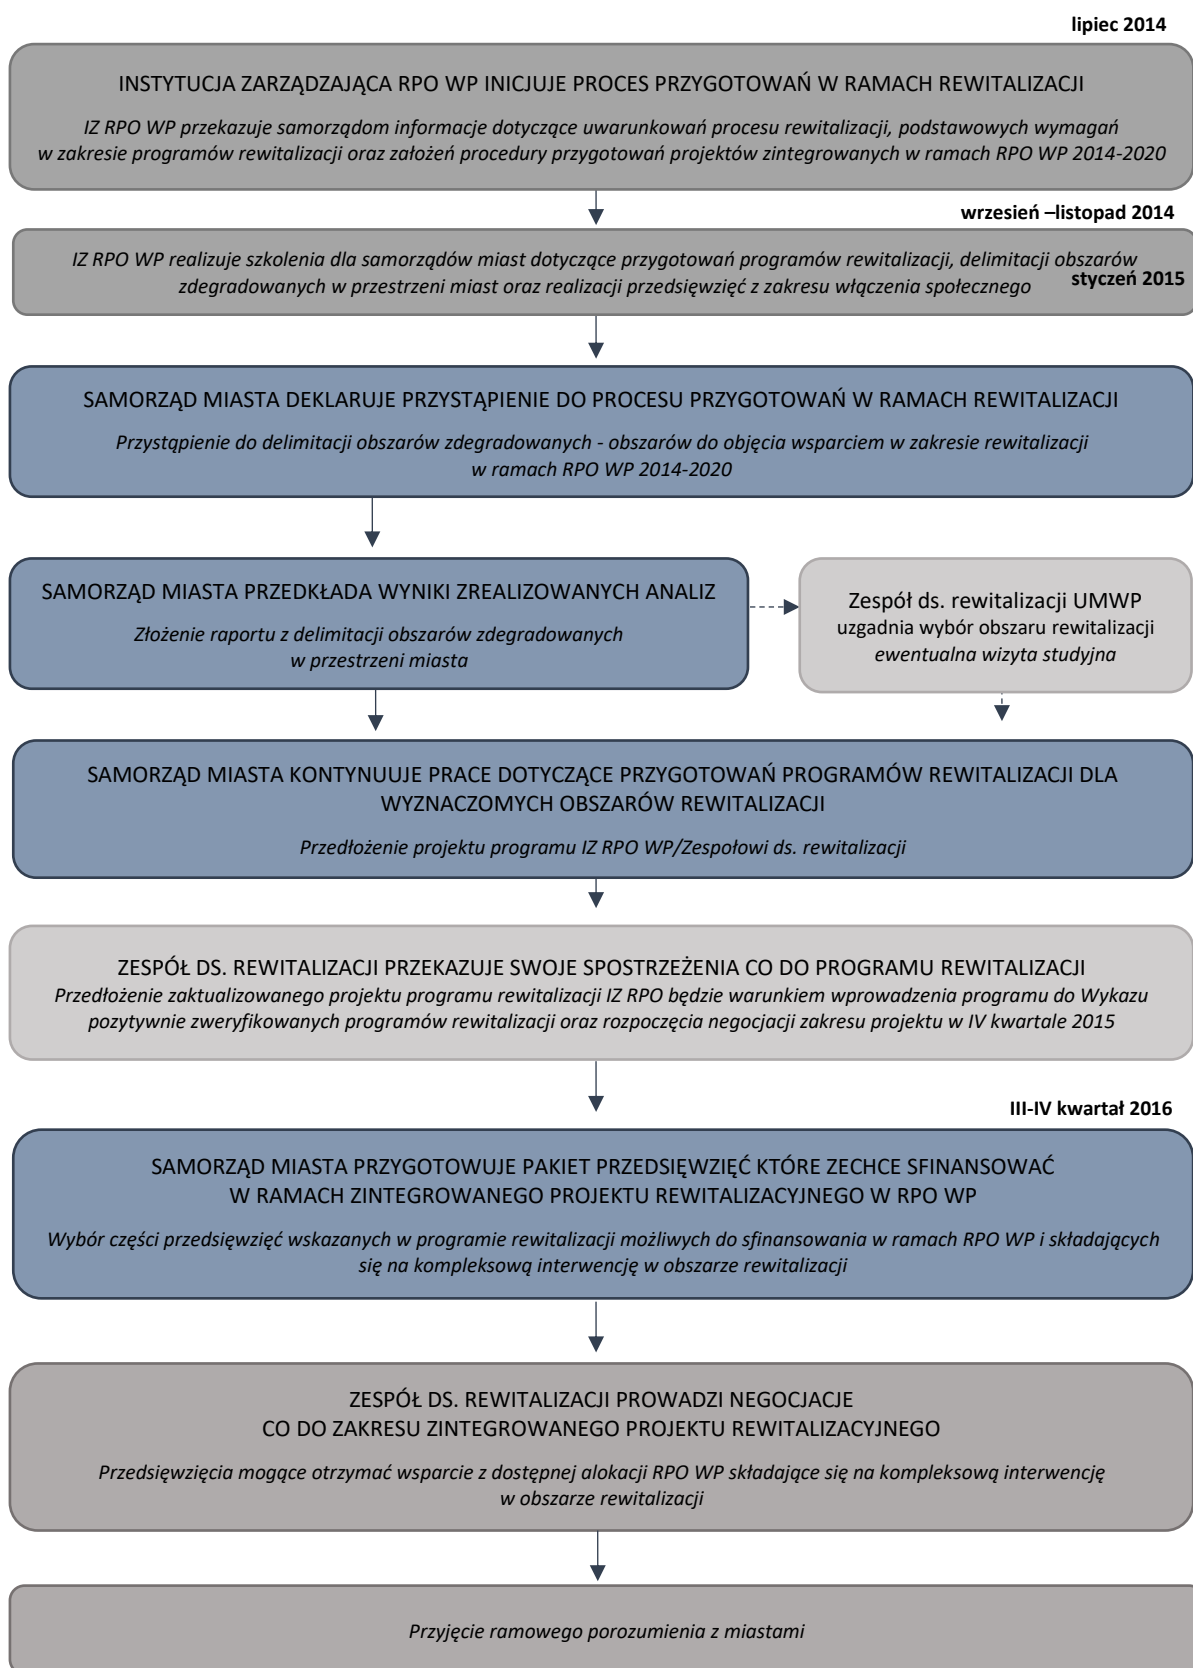 lipiec 2014
INSTYTUCJA ZARZĄDZAJĄCA RPO WP INICJUJE PROCES PRZYGOTOWAŃ W RAMACH REWITALIZACJI
IZ RPO WP przekazuje samorządom informacje dotyczące uwarunkowań procesu rewitalizacji, podstawowych wymagań
w zakresie programów rewitalizacji oraz założeń procedury przygotowań projektów zintegrowanych w ramach RPO WP 2014-2020
wrzesień –listopad 2014
IZ RPO WP realizuje szkolenia dla samorządów miast dotyczące przygotowań programów rewitalizacji, delimitacji obszarów
zdegradowanych w przestrzeni miast oraz realizacji przedsięwzięć z zakresu włączenia społecznego
styczeń 2015
SAMORZĄD MIASTA DEKLARUJE PRZYSTĄPIENIE DO PROCESU PRZYGOTOWAŃ W RAMACH REWITALIZACJI
Przystąpienie do delimitacji obszarów zdegradowanych - obszarów do objęcia wsparciem w zakresie rewitalizacji
w ramach RPO WP 2014-2020
SAMORZĄD MIASTA PRZEDKŁADA WYNIKI ZREALIZOWANYCH ANALIZ
Złożenie raportu z delimitacji obszarów zdegradowanych
w przestrzeni miasta
Zespół ds. rewitalizacji UMWP
uzgadnia wybór obszaru rewitalizacji
ewentualna wizyta studyjna
SAMORZĄD MIASTA KONTYNUUJE PRACE DOTYCZĄCE PRZYGOTOWAŃ PROGRAMÓW REWITALIZACJI DLA
WYZNACZOMYCH OBSZARÓW REWITALIZACJI
Przedłożenie projektu programu IZ RPO WP/Zespołowi ds. rewitalizacji
ZESPÓŁ DS. REWITALIZACJI PRZEKAZUJE SWOJE SPOSTRZEŻENIA CO DO PROGRAMU REWITALIZACJI
Przedłożenie zaktualizowanego projektu programu rewitalizacji IZ RPO będzie warunkiem wprowadzenia programu do Wykazu
pozytywnie zweryfikowanych programów rewitalizacji oraz rozpoczęcia negocjacji zakresu projektu w IV kwartale 2015
III-IV kwartał 2016
SAMORZĄD MIASTA PRZYGOTOWUJE PAKIET PRZEDSIĘWZIĘĆ KTÓRE ZECHCE SFINANSOWAĆ
W RAMACH ZINTEGROWANEGO PROJEKTU REWITALIZACYJNEGO W RPO WP
Wybór części przedsięwzięć wskazanych w programie rewitalizacji możliwych do sfinansowania w ramach RPO WP i składających
się na kompleksową interwencję w obszarze rewitalizacji
ZESPÓŁ DS. REWITALIZACJI PROWADZI NEGOCJACJE
CO DO ZAKRESU ZINTEGROWANEGO PROJEKTU REWITALIZACYJNEGO
Przedsięwzięcia mogące otrzymać wsparcie z dostępnej alokacji RPO WP składające się na kompleksową interwencję
w obszarze rewitalizacji
Przyjęcie ramowego porozumienia z miastami